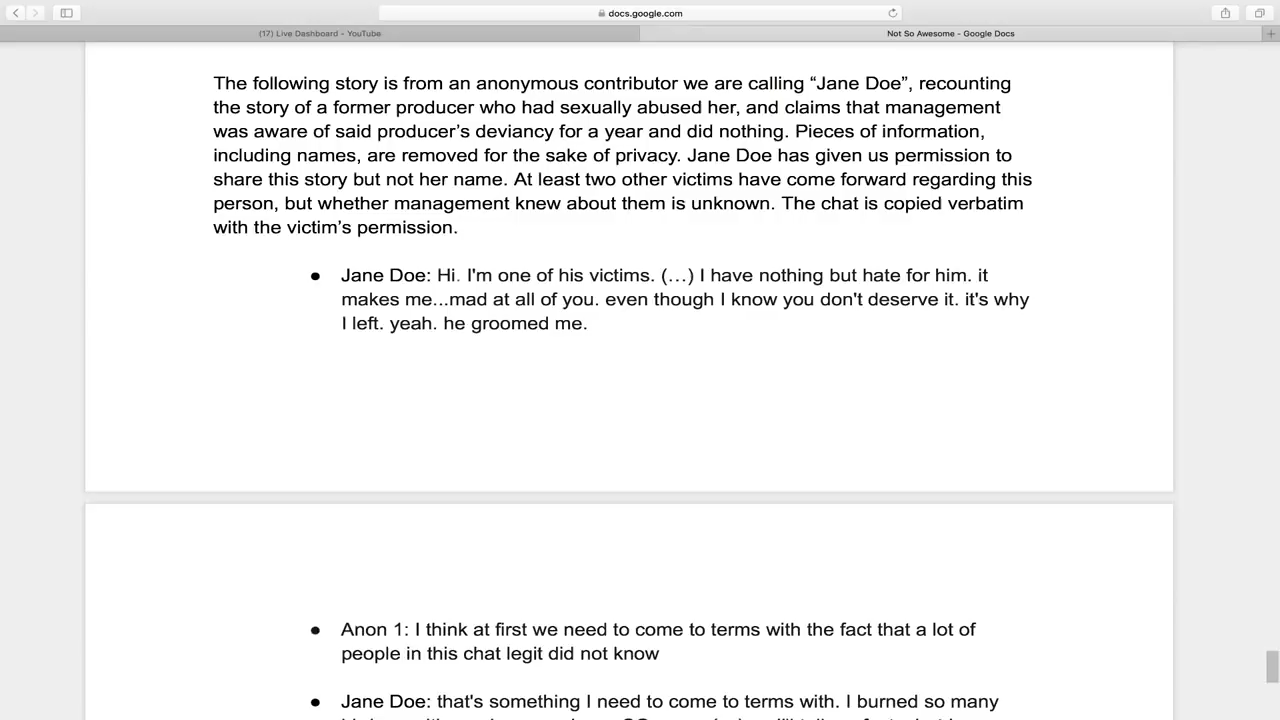 docs.google.com
(17) Live Dashboard - YouTube
Not So Awesome - Google Docs
The following story is from an anonymous contributor we are calling “Jane Doe”, recounting
the story of a former producer who had sexually abused her, and claims that management
was aware of said producer’s deviancy for a year and did nothing. Pieces of information,
including names, are removed for the sake of privacy. Jane Doe has given us permission to
share this story but not her name. At least two other victims have come forward regarding this
person, but whether management knew about them is unknown. The chat is copied verbatim
with the victim’s permission.
● Jane Doe: Hi. I'm one of his victims. (…) I have nothing but hate for him. it
makes me...mad at all of you. even though I know you don't deserve it. it's why
I left. yeah. he groomed me.
● Anon 1: I think at first we need to come to terms with the fact that a lot of
people in this chat legit did not know
● Jane Doe: that's something I need to come to terms with. I burned so many